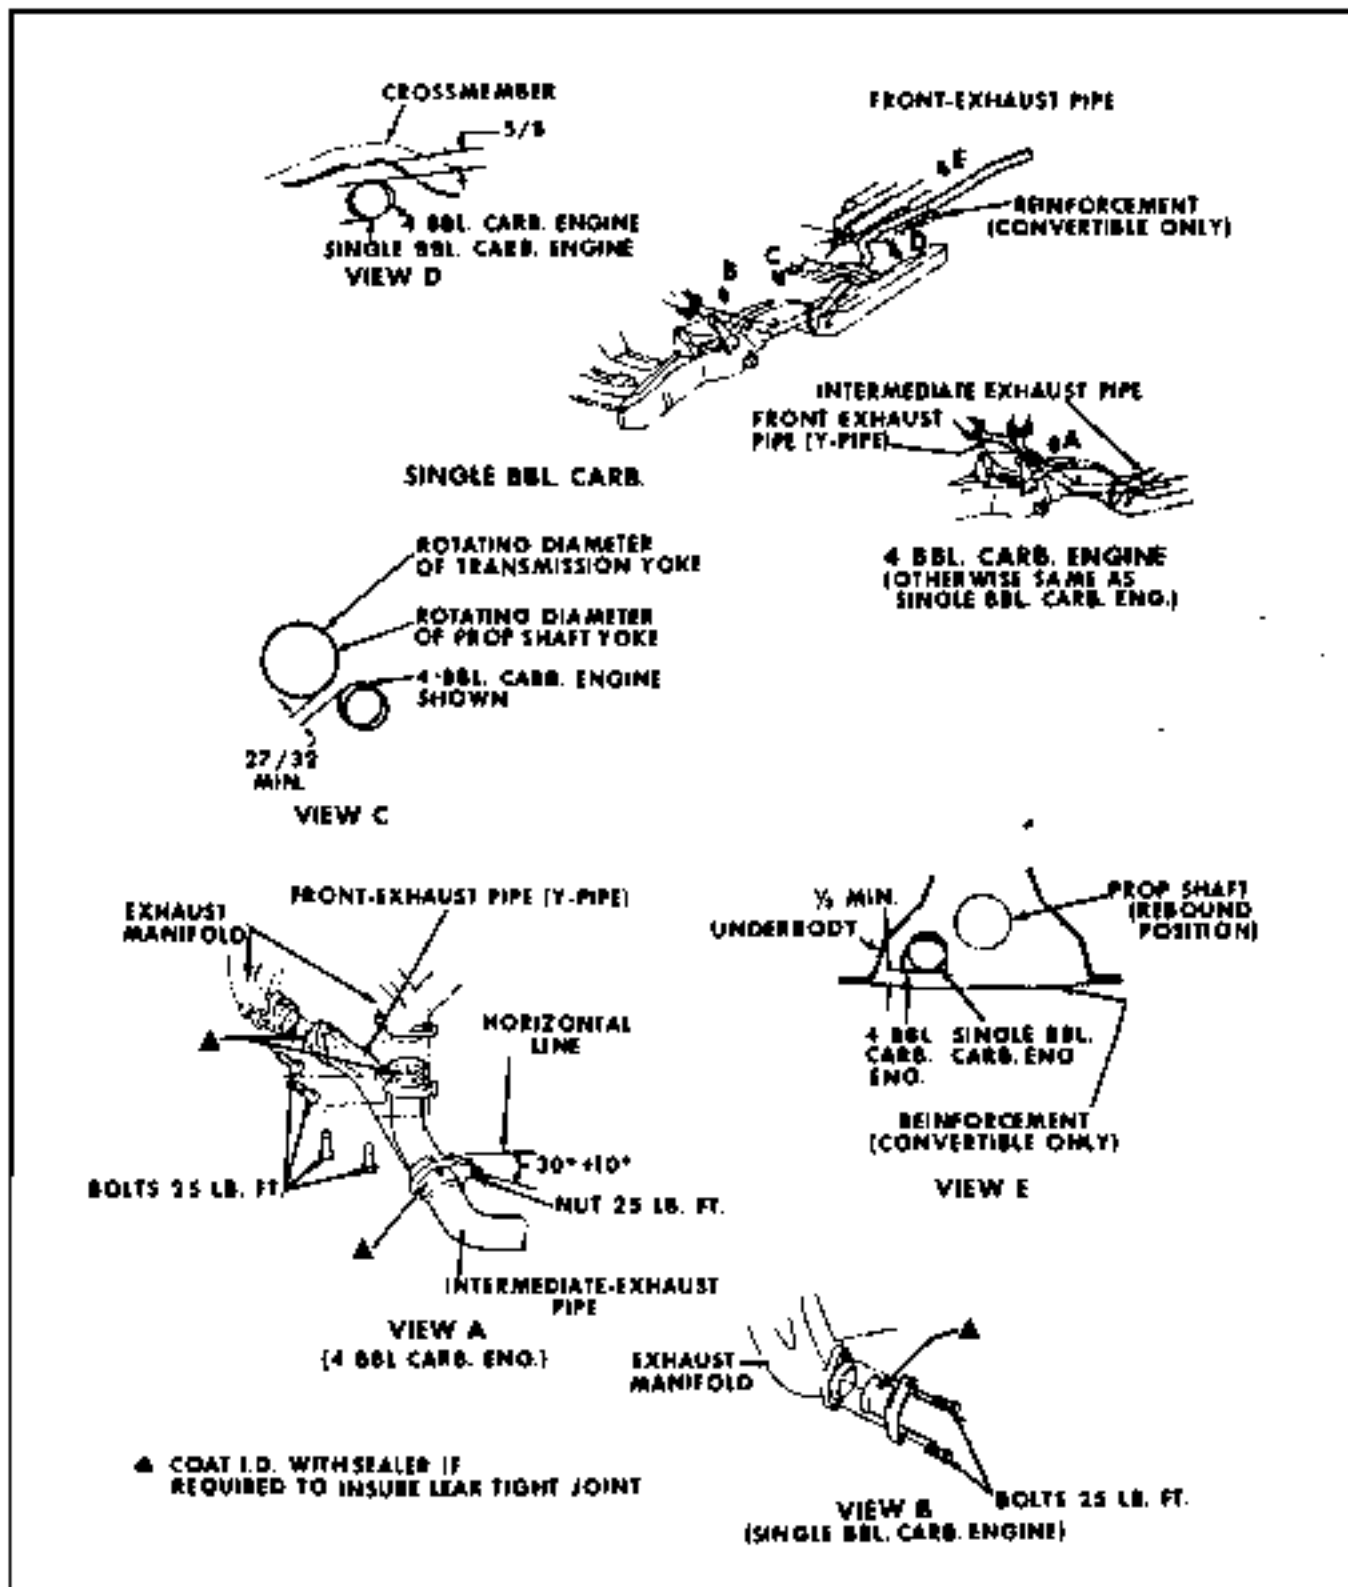 CROSSMEMBER
5/8
4 BBL. CARB. ENGINE
SINGLE BBL. CARB. ENGINE
VIEW D
FRONT-EXHAUST PIPE
E
REINFORCEMENT
(CONVERTIBLE ONLY)
D
C
B
SINGLE BBL. CARB.
INTERMEDIATE EXHAUST PIPE
FRONT EXHAUST
PIPE (Y-PIPE)
A
4 BBL. CARB. ENGINE
(OTHERWISE SAME AS
SINGLE BBL. CARB. ENG.)
ROTATING DIAMETER
OF TRANSMISSION YOKE
ROTATING DIAMETER
OF PROP SHAFT YOKE
4 BBL. CARB. ENGINE
SHOWN
27/32
MIN.
VIEW C
EXHAUST
MANIFOLD
FRONT-EXHAUST PIPE (Y-PIPE)
HORIZONTAL
LINE
▲
30° ±10°
BOLTS 25 LB. FT.
NUT 25 LB. FT.
▲
INTERMEDIATE-EXHAUST
PIPE
VIEW A
(4 BBL CARB. ENG.)
MIN.
UNDERBODY
PROP SHAFT
(REBOUND
POSITION)
4 BBL
CARB.
ENG.
SINGLE BBL.
CARB. ENG
REINFORCEMENT
(CONVERTIBLE ONLY)
VIEW E
▲
EXHAUST
MANIFOLD
BOLTS 25 LB. FT.
VIEW B
(SINGLE BBL. CARB. ENGINE)
▲ COAT I.D. WITH SEALER IF
REQUIRED TO INSURE LEAK TIGHT JOINT